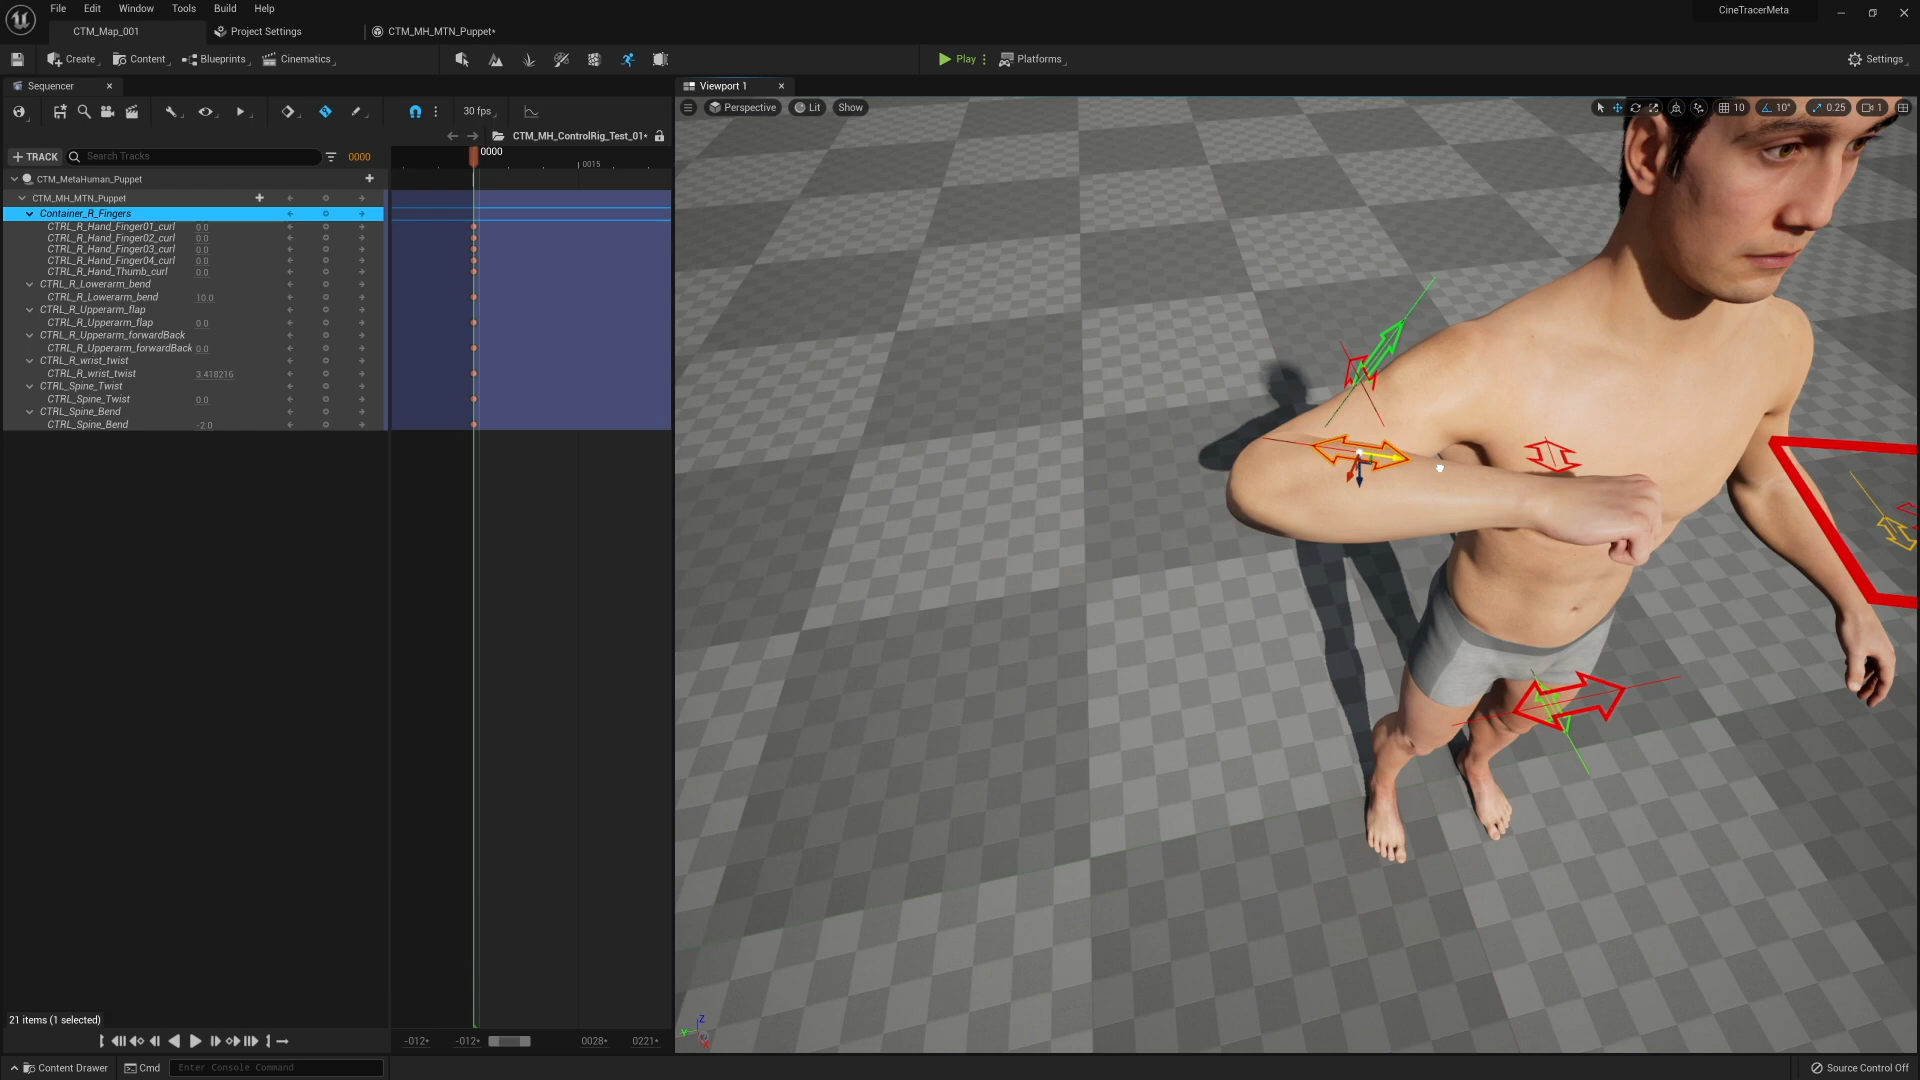 File Edit Window Tools Build Help
CineTracerMeta
CTM_Map_001
Project Settings
CTM_MH_MTN_Puppet*
Create
Content
Blueprints
Cinematics
Play
Platforms
Settings
Sequencer
Viewport 1
30 fps
Perspective
Lit
Show
10
10°
0.25
1
CTM_MH_ControlRig_Test_01*
+ TRACK
Search Tracks
0000
0000
0015
CTM_MetaHuman_Puppet
CTM_MH_MTN_Puppet
Container_R_Fingers
CTRL_R_Hand_Finger01_curl 0.0
CTRL_R_Hand_Finger02_curl 0.0
CTRL_R_Hand_Finger03_curl 0.0
CTRL_R_Hand_Finger04_curl 0.0
CTRL_R_Hand_Thumb_curl 0.0
CTRL_R_Lowerarm_bend
CTRL_R_Lowerarm_bend 10.0
CTRL_R_Upperarm_flap
CTRL_R_Upperarm_flap 0.0
CTRL_R_Upperarm_forwardBack
CTRL_R_Upperarm_forwardBack 0.0
CTRL_R_wrist_twist
CTRL_R_wrist_twist 3.418216
CTRL_Spine_Twist
CTRL_Spine_Twist 0.0
CTRL_Spine_Bend
CTRL_Spine_Bend -2.0
21 items (1 selected)
Z
Y
X
-012*
-012*
0028*
0221*
Content Drawer
Cmd
Enter Console Command
Source Control Off